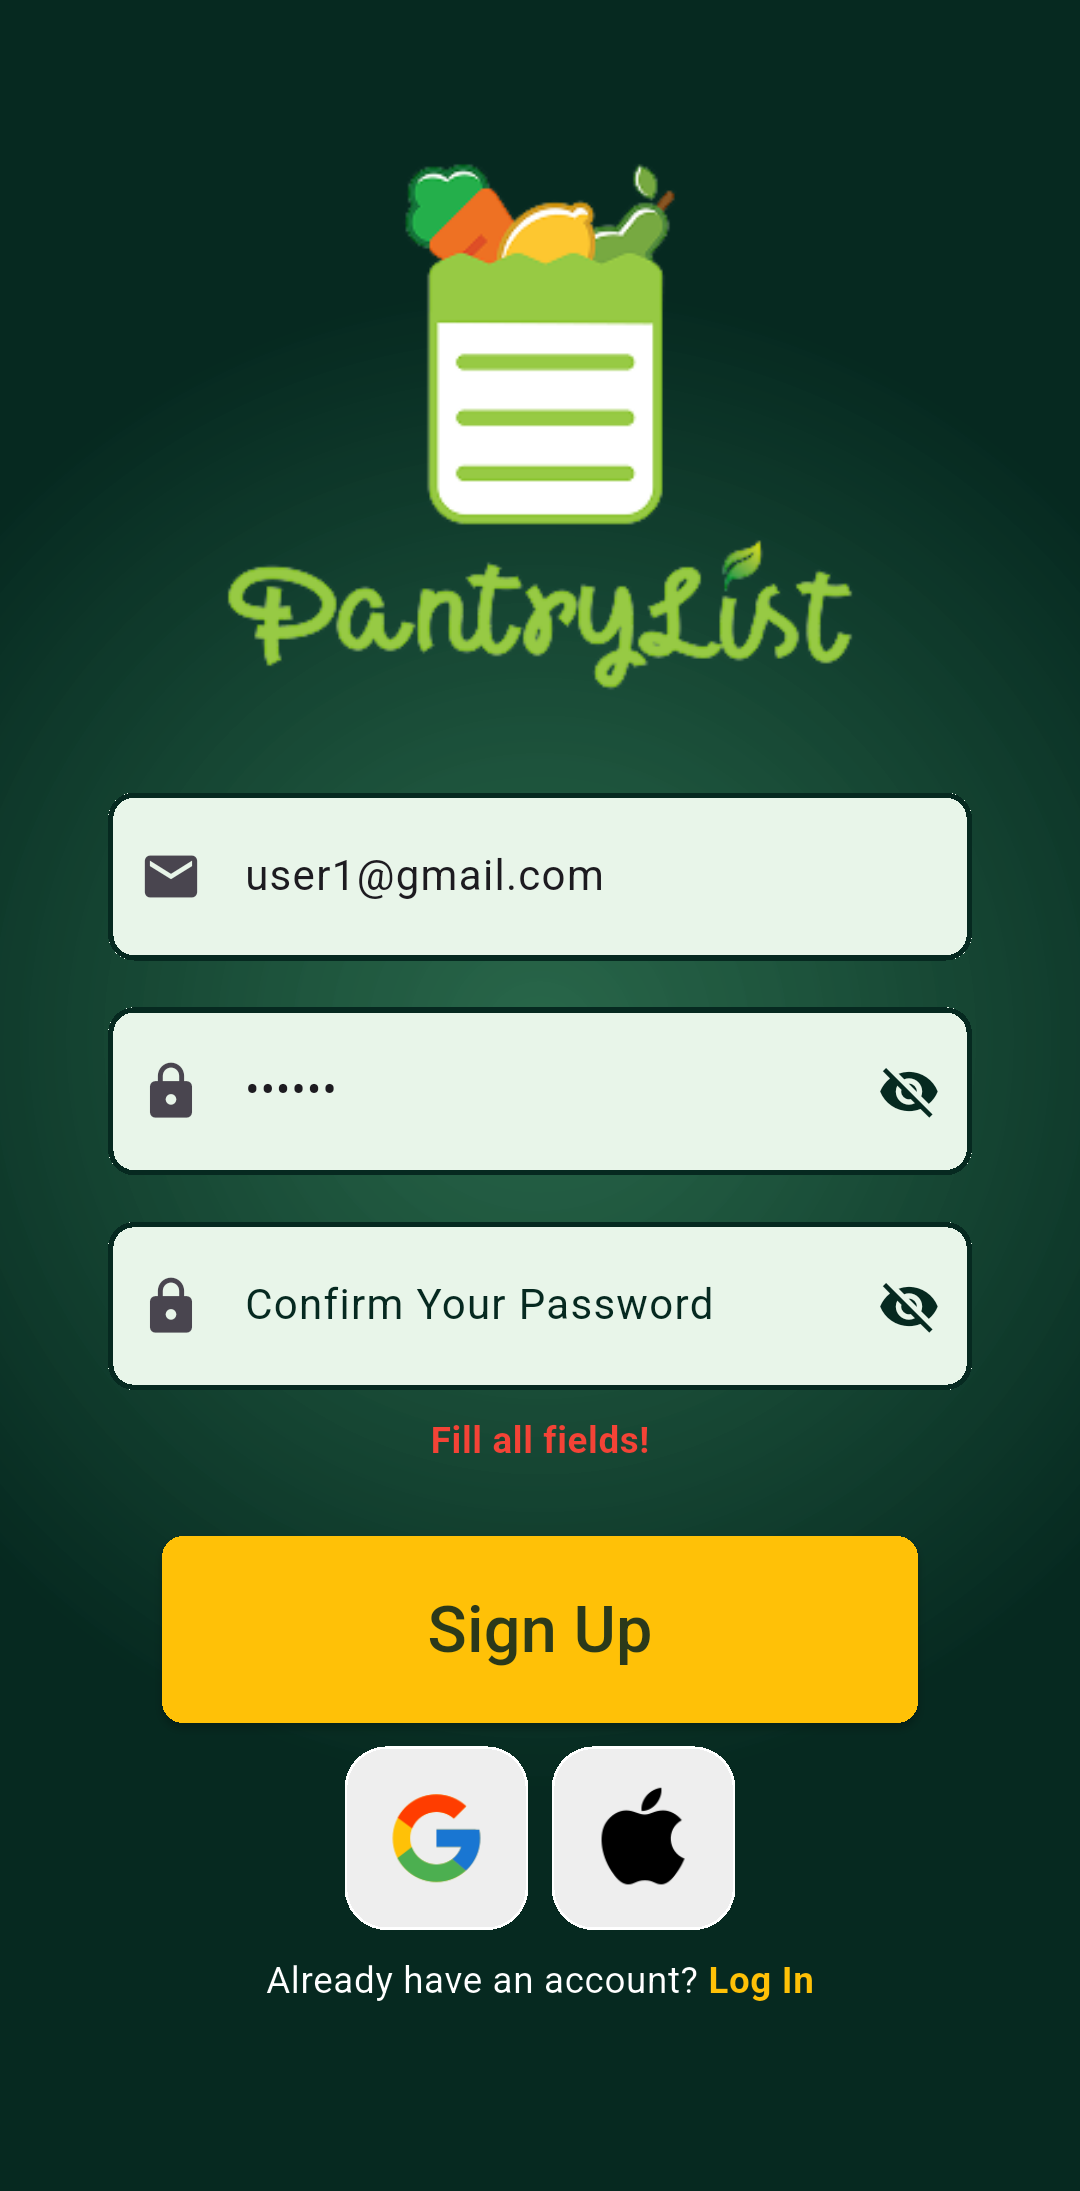 PantryList
user1@gmail.com
••••••
Confirm Your Password
Fill all fields!
Sign Up
Already have an account? Log In